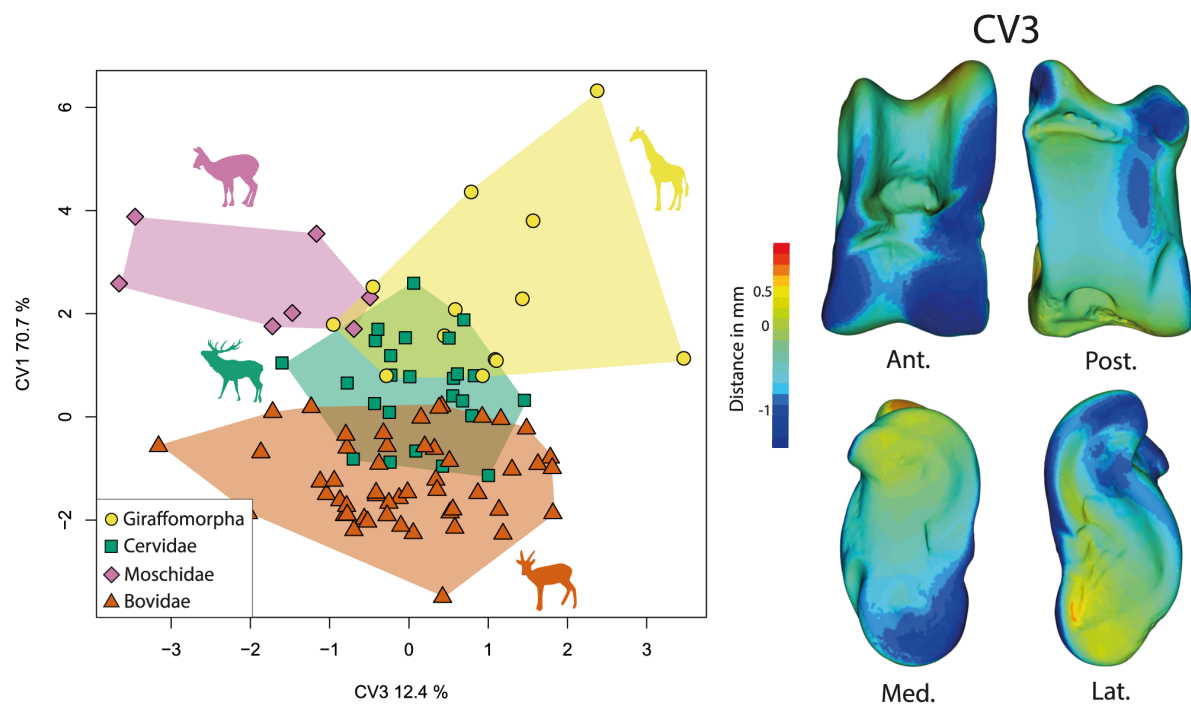 CV3
6
4
2
0
−2
CV1 70.7 %
−3
−2
−1
0
1
2
3
CV3 12.4 %
Giraffomorpha
Cervidae
Moschidae
Bovidae
Distance in mm
0.5
0
-1
Ant.
Post.
Med.
Lat.